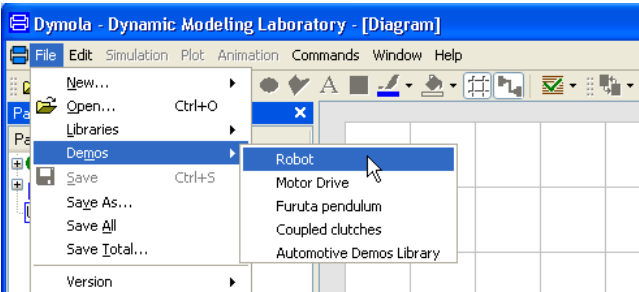 Dymola - Dynamic Modeling Laboratory - [Diagram]
File Edit Simulation Plot Animation Commands Window Help
New...
A
Open... Ctrl+O
Pa
Libraries
Pa
Demos
Robot
Save Ctrl+S
Motor Drive
Save As...
Furuta pendulum
Save All
Coupled clutches
Save Total...
Automotive Demos Library
Version